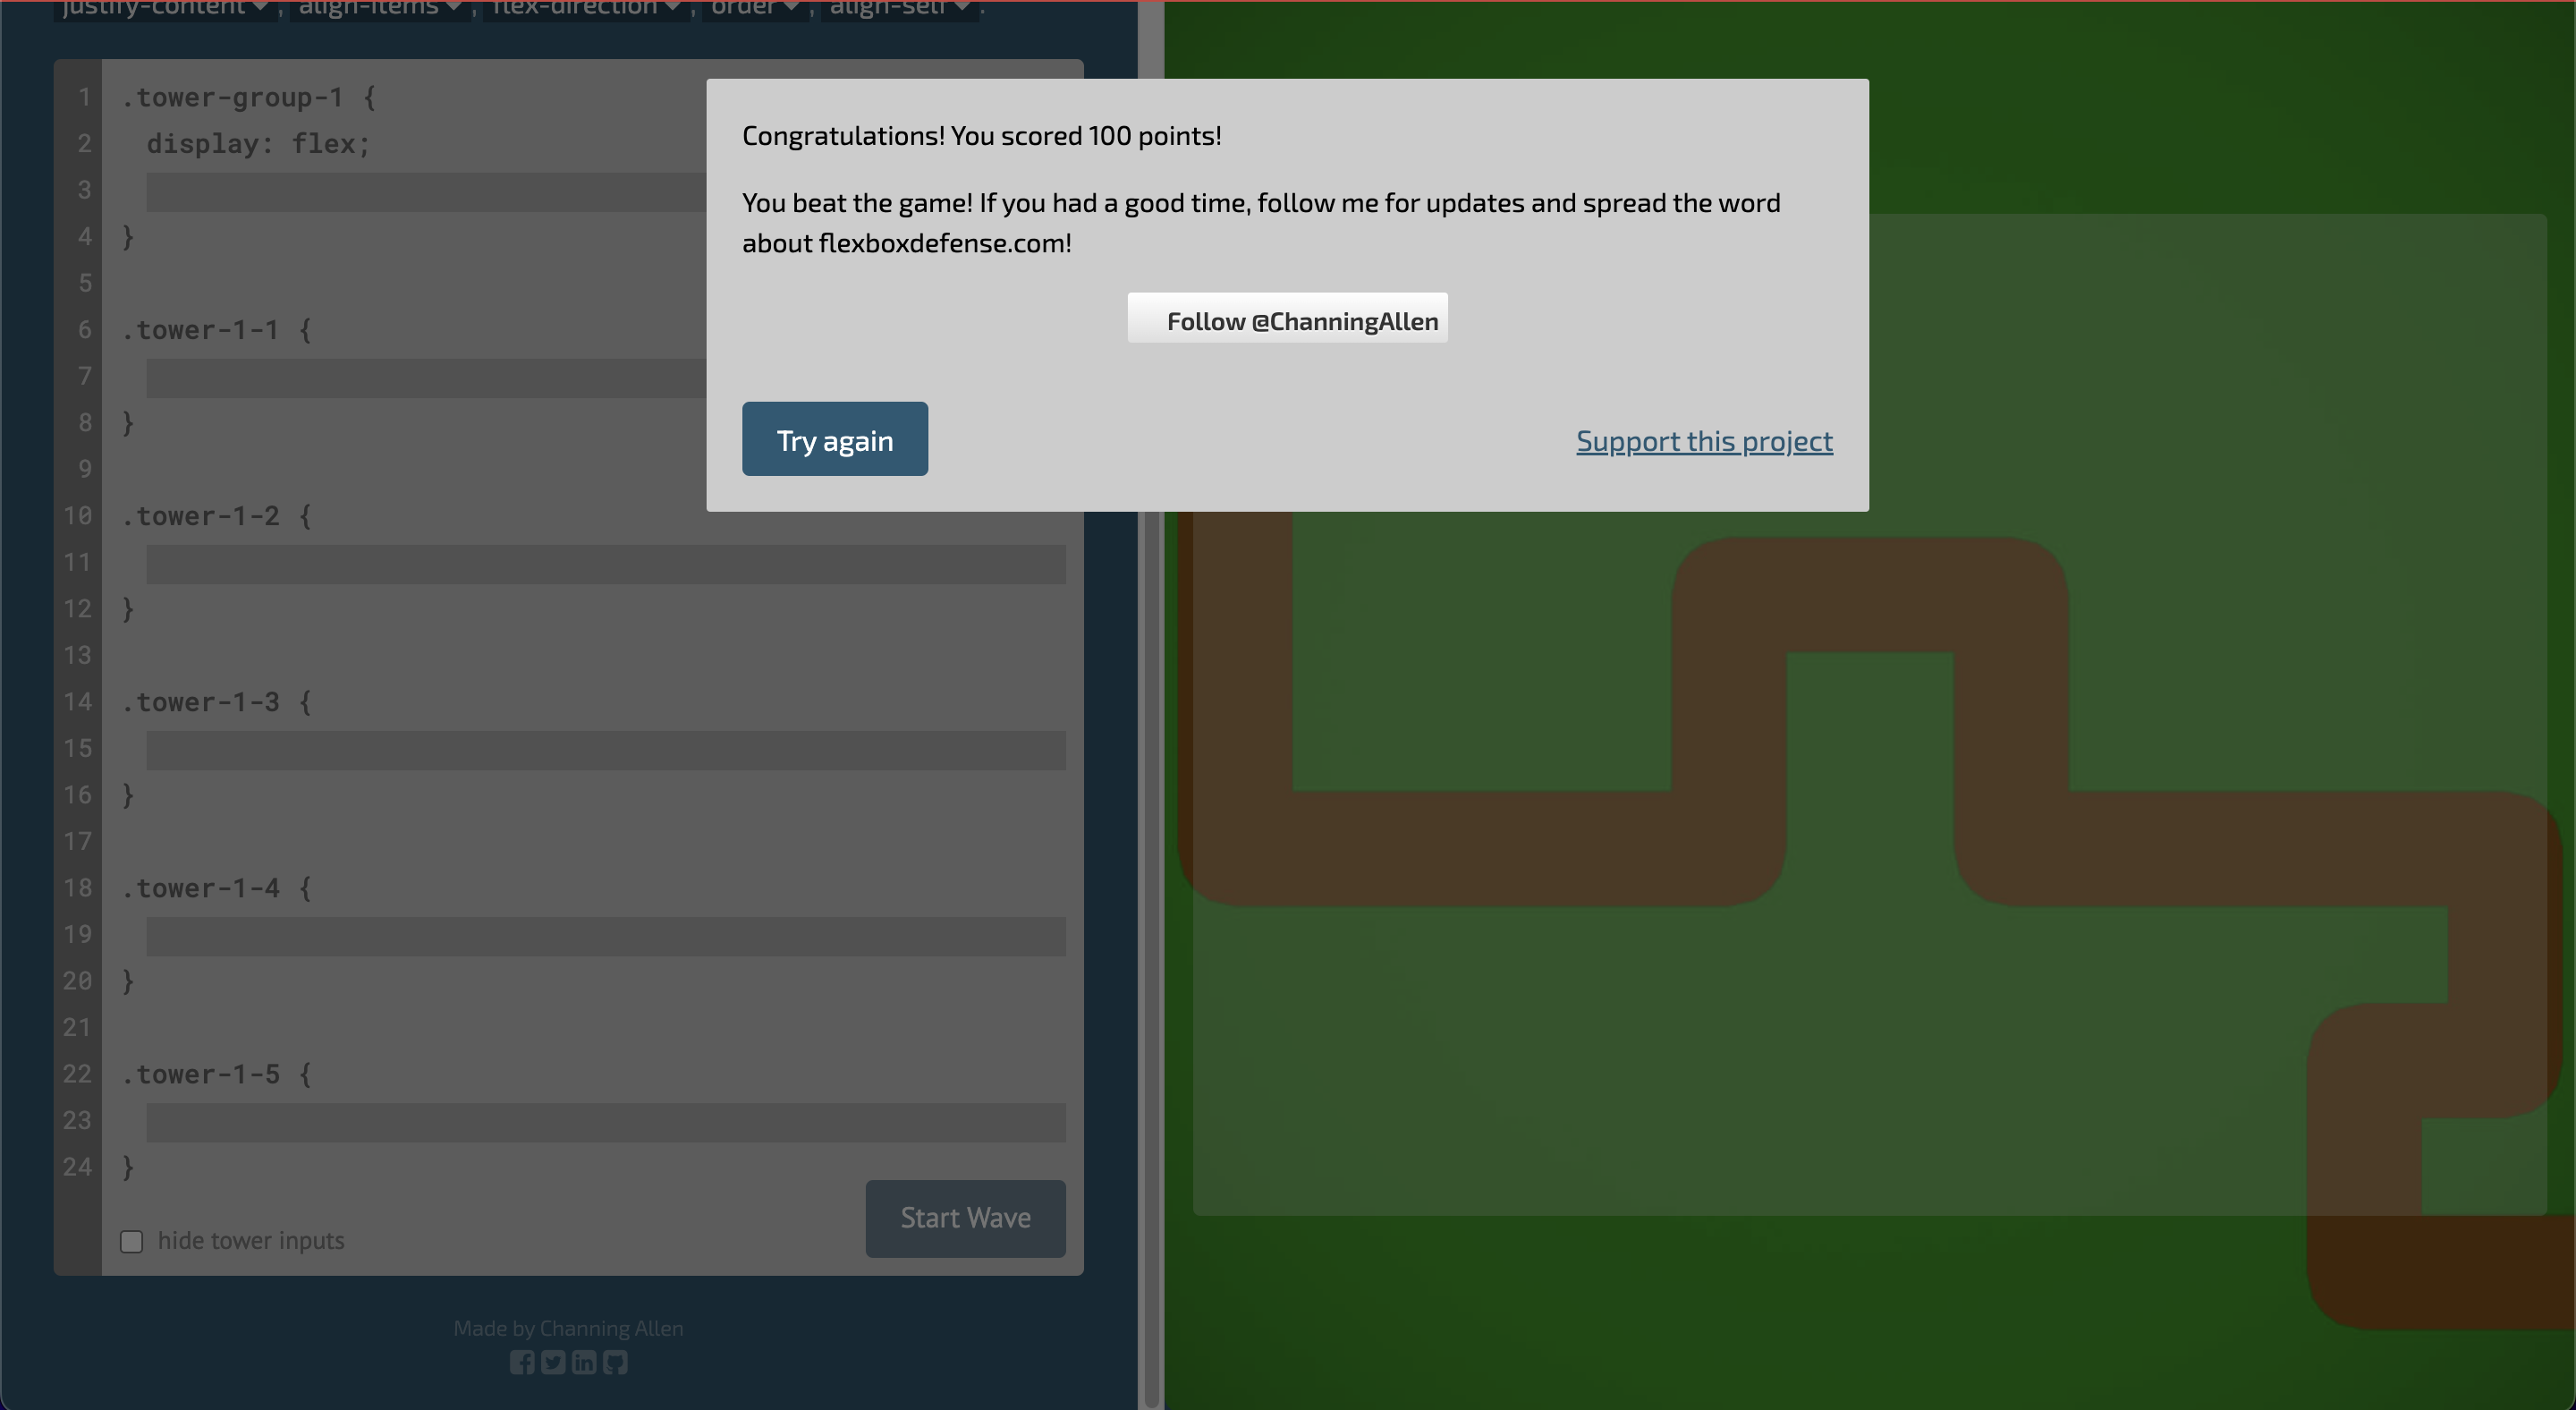 justify-content, align-items, flex-direction, order, align-self.
1 .tower-group-1 {
2 display: flex;
3
4 }
5
6 .tower-1-1 {
7
8 }
9
10 .tower-1-2 {
11
12 }
13
14 .tower-1-3 {
15
16 }
17
18 .tower-1-4 {
19
20 }
21
22 .tower-1-5 {
23
24 }
hide tower inputs
Start Wave
Made by Channing Allen
Congratulations! You scored 100 points!
You beat the game! If you had a good time, follow me for updates and spread the word
about flexboxdefense.com!
Follow @ChanningAllen
Try again
Support this project